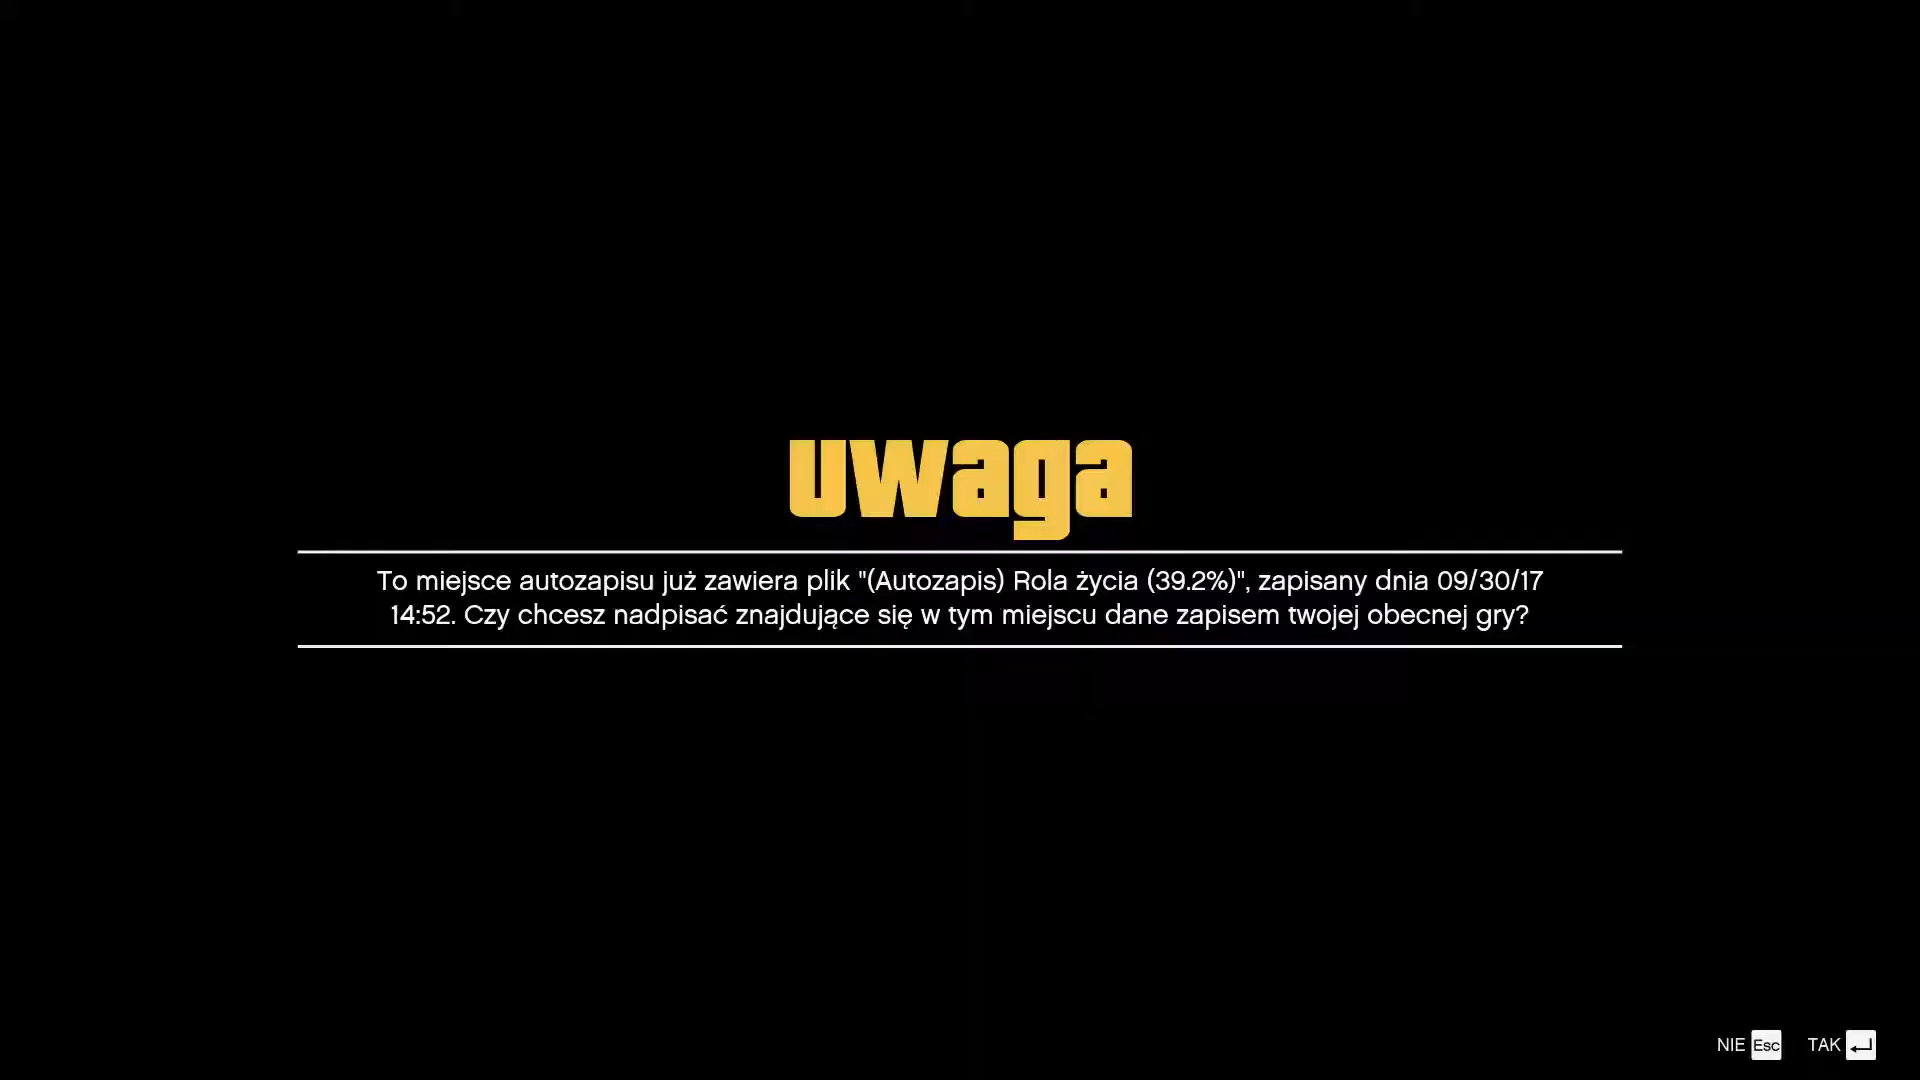 uwaga
To miejsce autozapisu już zawiera plik "(Autozapis) Rola życia (39.2%)", zapisany dnia 09/30/17
14:52. Czy chcesz nadpisać znajdujące się w tym miejscu dane zapisem twojej obecnej gry?
NIE Esc TAK